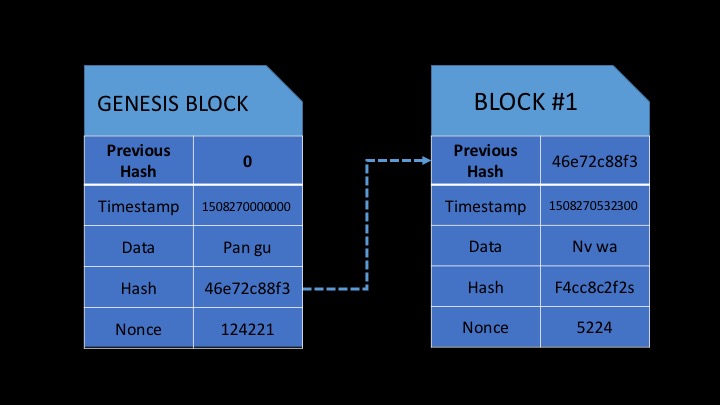 GENESIS BLOCK
Previous
Hash
0
Timestamp
1508270000000
Data
Pan gu
Hash
46e72c88f3
Nonce
124221
BLOCK #1
Previous
Hash
46e72c88f3
Timestamp
1508270532300
Data
Nv wa
Hash
F4cc8c2f2s
Nonce
5224